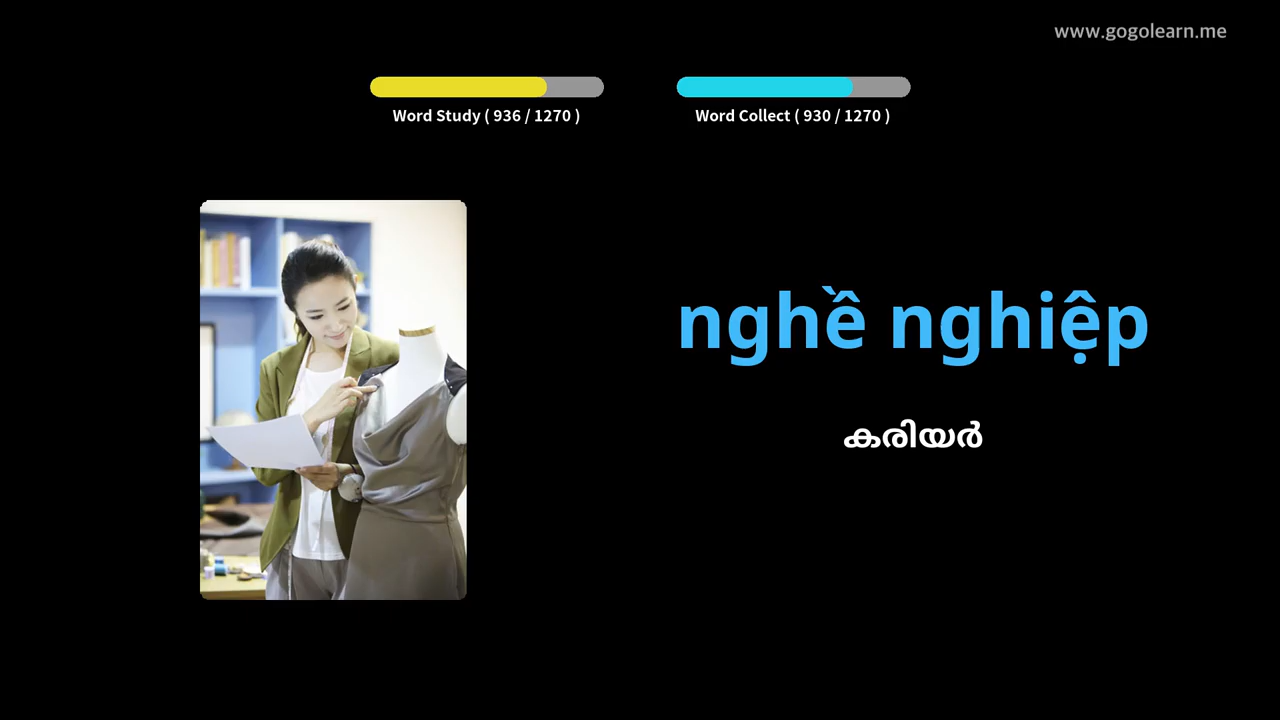 www.gogolearn.me
Word Study ( 936 / 1270 )
Word Collect ( 930 / 1270 )
nghề nghiệp
കരിയർ